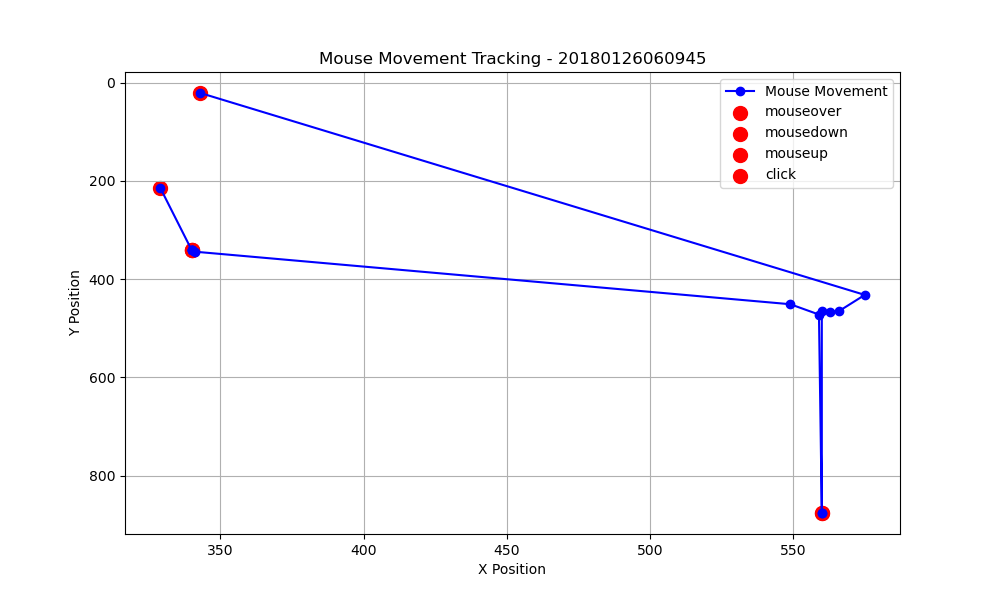 Mouse Movement Tracking - 20180126060945
Mouse Movement
mouseover
mousedown
mouseup
click
0
200
400
600
800
Y Position
350
400
450
500
550
X Position